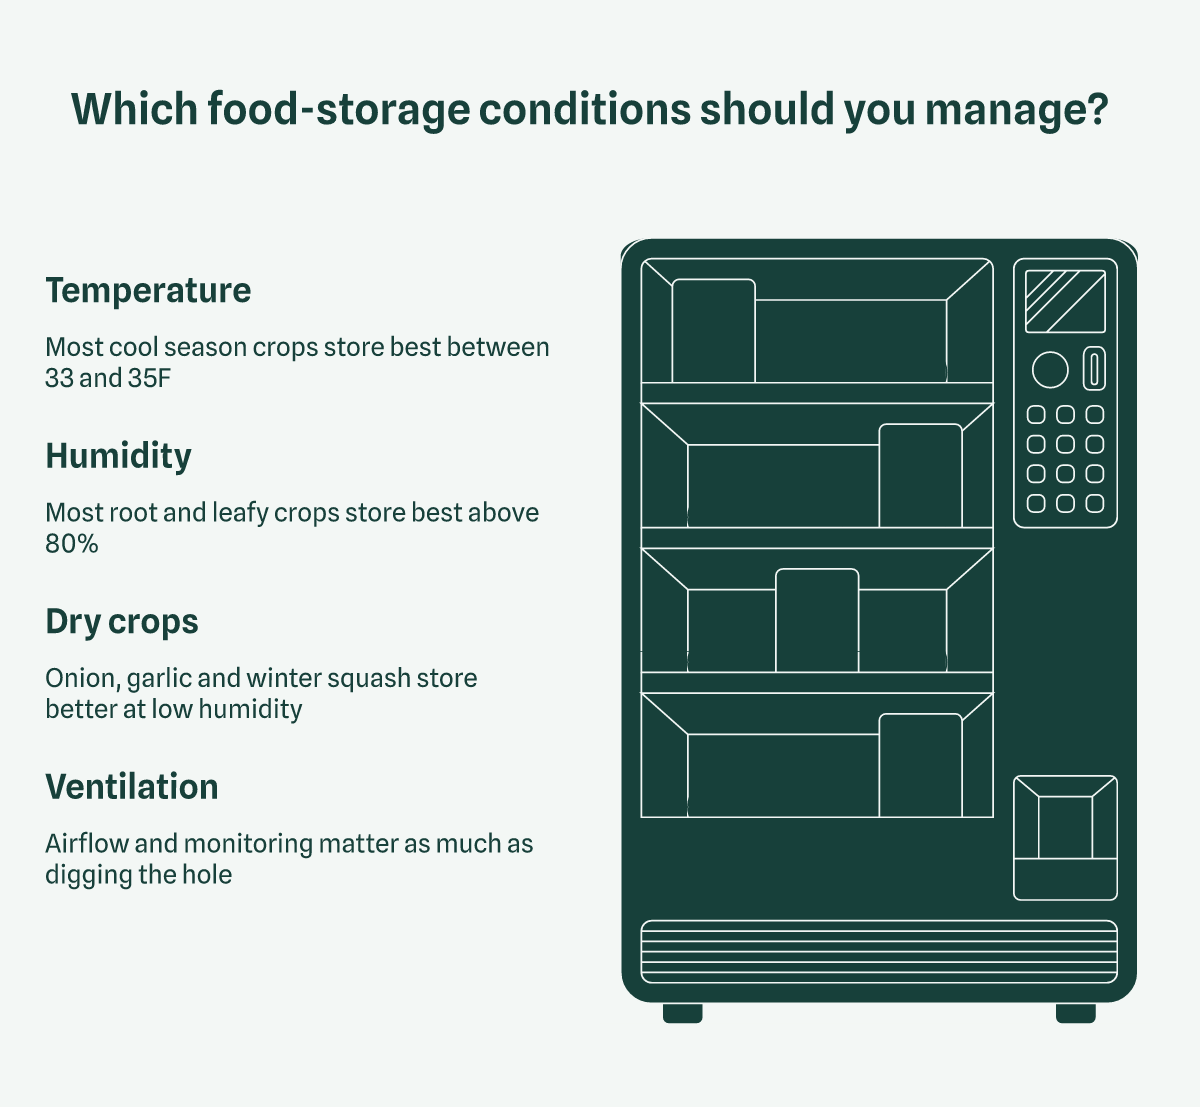 Which food-storage conditions should you manage?
Temperature
Most cool season crops store best between
33 and 35F
Humidity
Most root and leafy crops store best above
80%
Dry crops
Onion, garlic and winter squash store
better at low humidity
Ventilation
Airflow and monitoring matter as much as
digging the hole